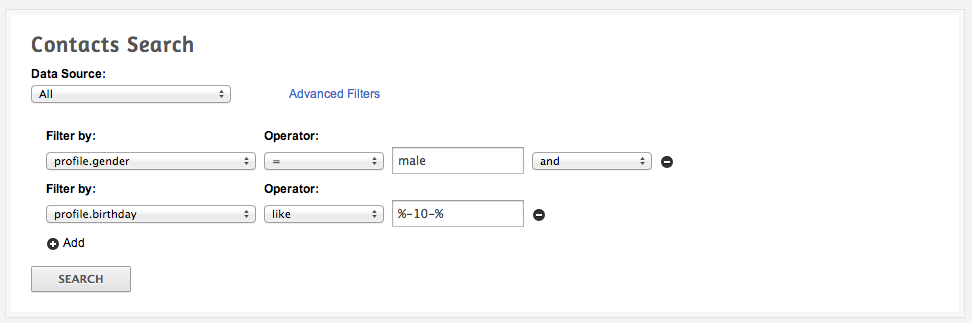 Contacts Search
Data Source:
All Advanced Filters
Filter by: Operator:
profile.gender = male and
Filter by: Operator:
profile.birthday like %-10-%
Add
SEARCH